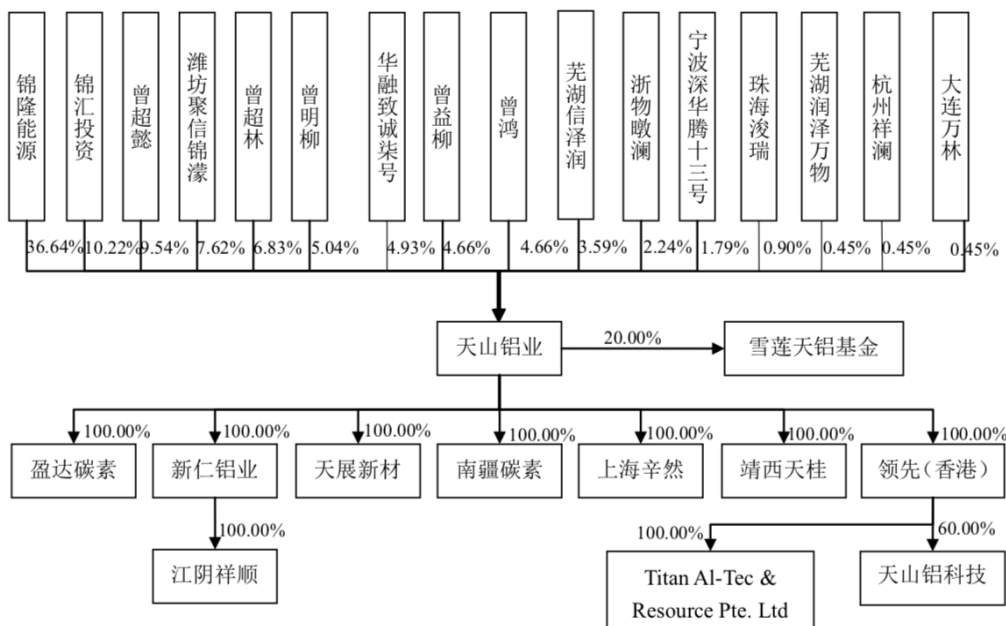 锦隆能源
锦汇投资
曾超懿
潍坊聚信锦濛
曾超林
曾明柳
华融致诚柒号
曾益柳
曾鸿
芜湖信泽润
浙物暾澜
宁波深华腾十三号
珠海浚瑞
芜湖润泽万物
杭州祥澜
大连万林
36.64%
10.22%
9.54%
7.62%
6.83%
5.04%
4.93%
4.66%
4.66%
3.59%
2.24%
1.79%
0.90%
0.45%
0.45%
0.45%
天山铝业
20.00%
雪莲天铝基金
100.00%
100.00%
100.00%
100.00%
100.00%
100.00%
100.00%
盈达碳素
新仁铝业
天展新材
南疆碳素
上海辛然
靖西天桂
领先（香港）
100.00%
100.00%
60.00%
江阴祥顺
Titan Al-Tec &
Resource Pte. Ltd
天山铝科技